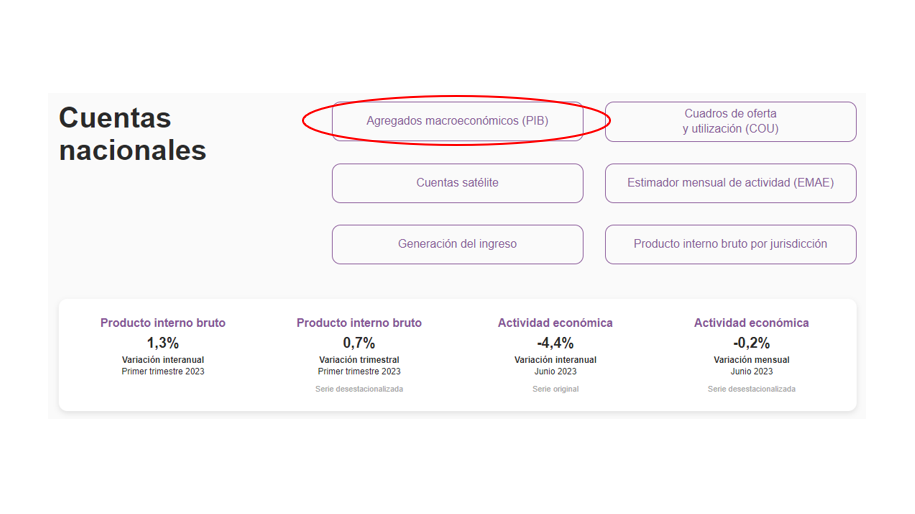 Cuentas
nacionales
Agregados macroeconómicos (PIB)
Cuadros de oferta
y utilización (COU)
Cuentas satélite
Estimador mensual de actividad (EMAE)
Generación del ingreso
Producto interno bruto por jurisdicción
Producto interno bruto
1,3%
Variación interanual
Primer trimestre 2023
Producto interno bruto
0,7%
Variación trimestral
Primer trimestre 2023
Serie desestacionalizada
Actividad económica
-4,4%
Variación interanual
Junio 2023
Serie original
Actividad económica
-0,2%
Variación mensual
Junio 2023
Serie desestacionalizada